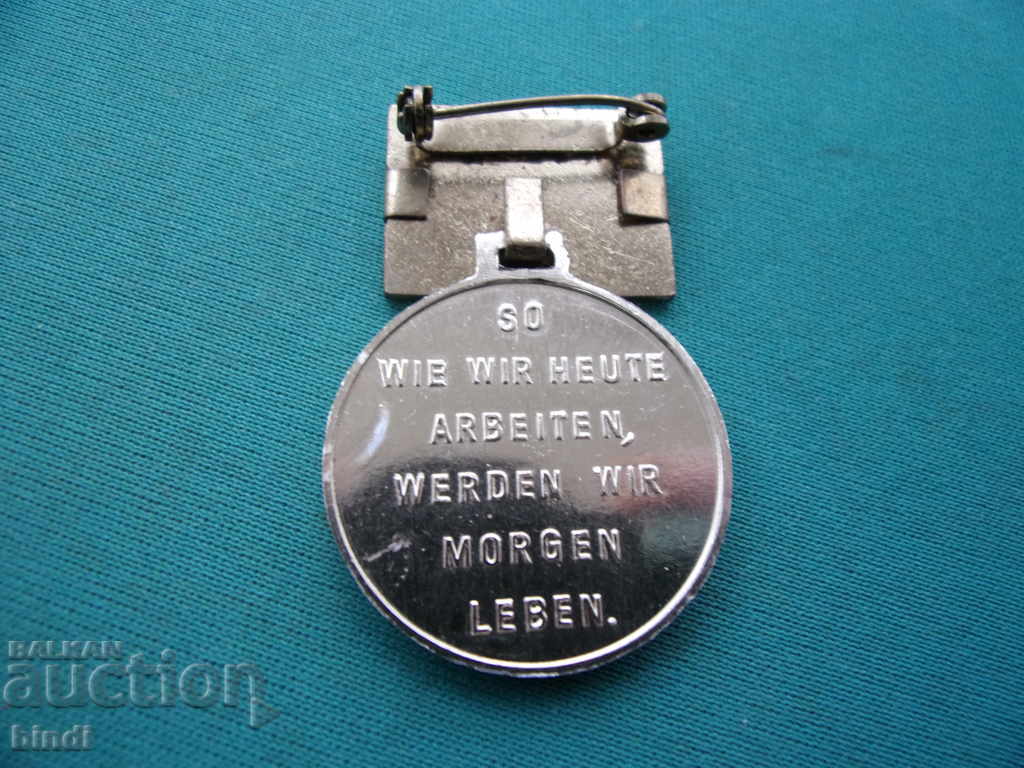 SO
WIE WIR HEUTE
ARBEITEN,
WERDEN WIR
MORGEN
LEBEN.
BALKAN
auction
bindi